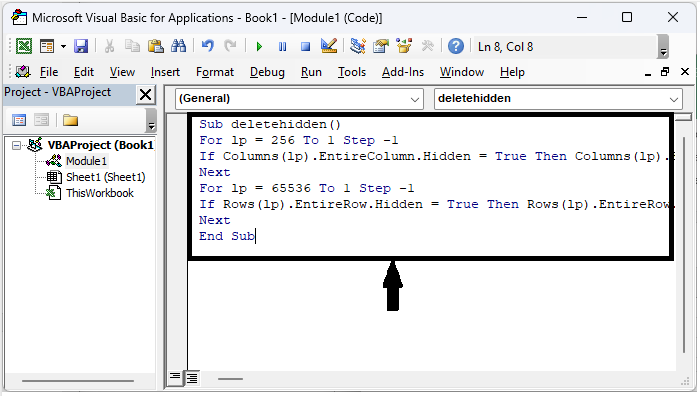 Microsoft Visual Basic for Applications - Book1 - [Module1 (Code)]
Ln 8, Col 8
File Edit View Insert Format Debug Run Tools Add-Ins Window Help
Project - VBAProject
VBAProject (Book1
Module1
Sheet1 (Sheet1)
ThisWorkbook
(General)
deletehidden
Sub deletehidden()
For lp = 256 To 1 Step -1
If Columns(lp).EntireColumn.Hidden = True Then Columns(lp).
Next
For lp = 65536 To 1 Step -1
If Rows(lp).EntireRow.Hidden = True Then Rows(lp).EntireRow.
Next
End Sub